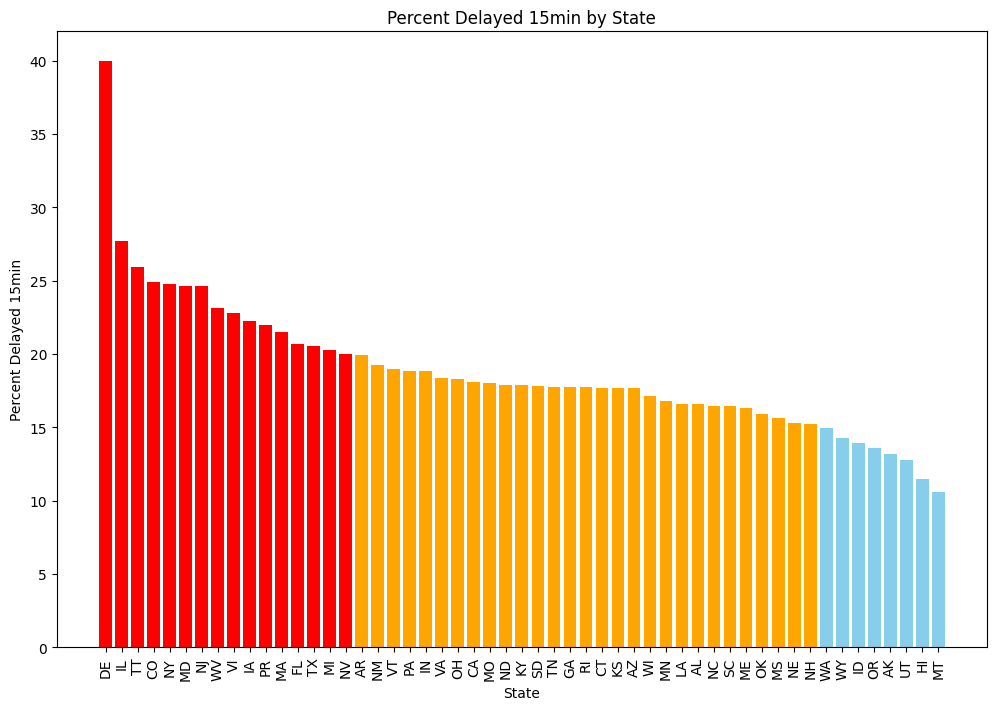 Percent Delayed 15min by State
Percent Delayed 15min
40
35
30
25
20
15
10
5
0
DE IL TT CO NY MD NJ WV VI IA PR MA FL TX MI NV AR NM VT PA IN VA OH CA MO ND KY SD TN GA RI CT KS AZ WI MN LA AL NC SC ME OK MS NE NH WA WY ID OR AK UT HI MT
State